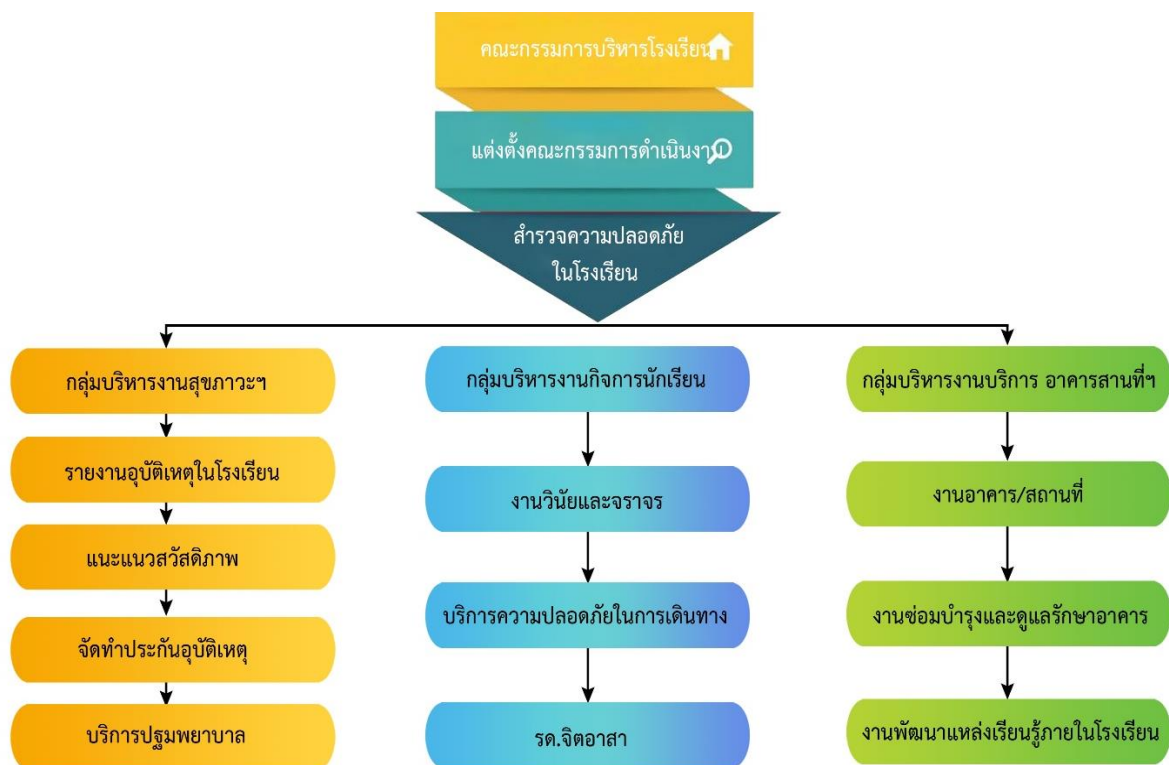 คณะกรรมการบริหารโรงเรียน
แต่งตั้งคณะกรรมการดำเนินงาน
สำรวจความปลอดภัย
ในโรงเรียน
กลุ่มบริหารงานสุขภาวะฯ
รายงานอุบัติเหตุในโรงเรียน
แนะแนวสวัสดิภาพ
จัดทำประกันอุบัติเหตุ
บริการปฐมพยาบาล
กลุ่มบริหารงานกิจการนักเรียน
งานวินัยและจราจร
บริการความปลอดภัยในการเดินทาง
รด.จิตอาสา
กลุ่มบริหารงานบริการ อาคารสานที่ฯ
งานอาคาร/สถานที่
งานซ่อมบำรุงและดูแลรักษาอาคาร
งานพัฒนาแหล่งเรียนรู้ภายในโรงเรียน